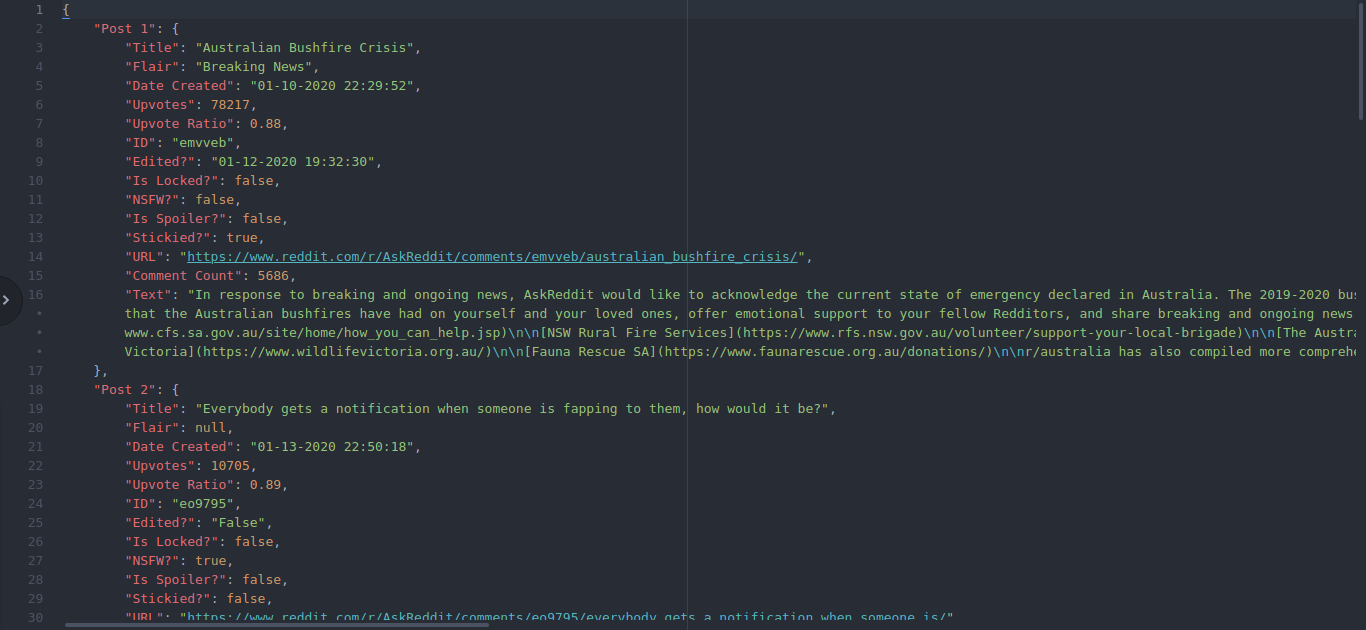 1 {
2 "Post 1": {
3 "Title": "Australian Bushfire Crisis",
4 "Flair": "Breaking News",
5 "Date Created": "01-10-2020 22:29:52",
6 "Upvotes": 78217,
7 "Upvote Ratio": 0.88,
8 "ID": "emvveb",
9 "Edited?": "01-12-2020 19:32:30",
10 "Is Locked?": false,
11 "NSFW?": false,
12 "Is Spoiler?": false,
13 "Stickied?": true,
14 "URL": "https://www.reddit.com/r/AskReddit/comments/emvveb/australian_bushfire_crisis/",
15 "Comment Count": 5686,
16 "Text": "In response to breaking and ongoing news, AskReddit would like to acknowledge the current state of emergency declared in Australia. The 2019-2020 bus
• that the Australian bushfires have had on yourself and your loved ones, offer emotional support to your fellow Redditors, and share breaking and ongoing news
• www.cfs.sa.gov.au/site/home/how_you_can_help.jsp)\n\n[NSW Rural Fire Services](https://www.rfs.nsw.gov.au/volunteer/support-your-local-brigade)\n\n[The Austra
• Victoria](https://www.wildlifevictoria.org.au/)\n\n[Fauna Rescue SA](https://www.faunarescue.org.au/donations/)\n\nr/australia has also compiled more comprehe
17 },
18 "Post 2": {
19 "Title": "Everybody gets a notification when someone is fapping to them, how would it be?",
20 "Flair": null,
21 "Date Created": "01-13-2020 22:50:18",
22 "Upvotes": 10705,
23 "Upvote Ratio": 0.89,
24 "ID": "eo9795",
25 "Edited?": "False",
26 "Is Locked?": false,
27 "NSFW?": true,
28 "Is Spoiler?": false,
29 "Stickied?": false,
30 "URL": "https://www.reddit.com/r/AskReddit/comments/eo9795/everybody_gets_a_notification_when_someone_is/"